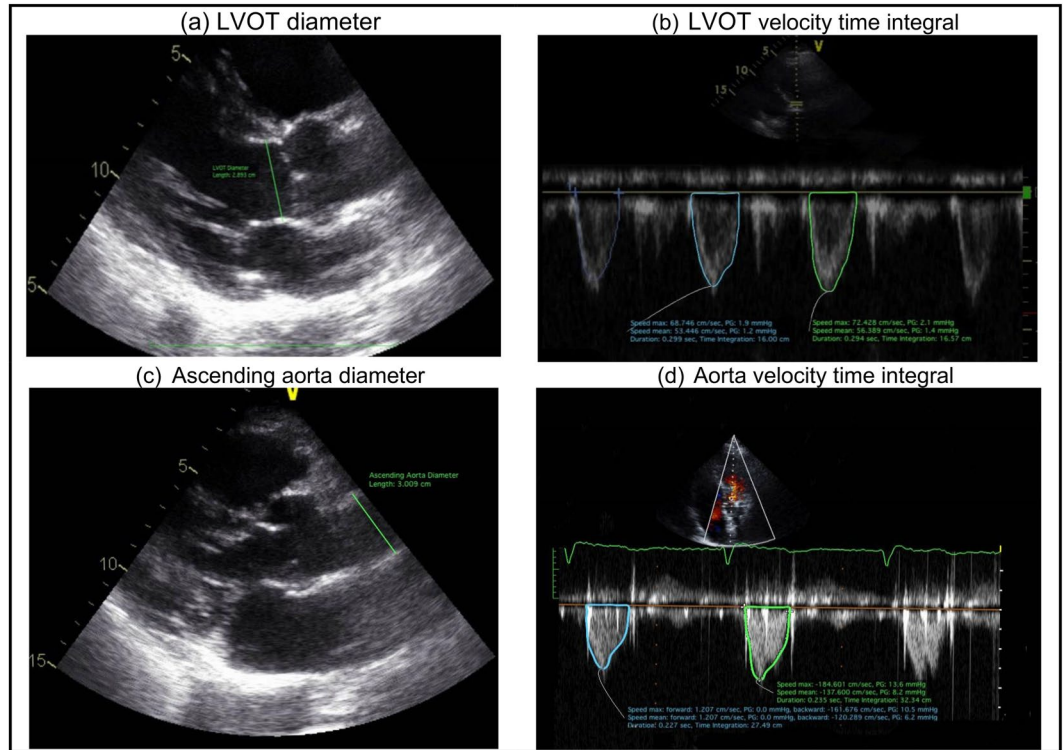 (a) LVOT diameter
5
10
5
LVOT Diameter
Length: 2.893 cm
(b) LVOT velocity time integral
V
5
10
15
Speed max: 68.746 cm/sec, PG: 1.9 mmHg
Speed mean: 53.446 cm/sec, PG: 1.2 mmHg
Duration: 0.299 sec, Time Integration: 16.00 cm
Speed max: 72.428 cm/sec, PG: 2.1 mmHg
Speed mean: 56.389 cm/sec, PG: 1.4 mmHg
Duration: 0.294 sec, Time Integration: 16.57 cm
(c) Ascending aorta diameter
V
5
10
15
Ascending Aorta Diameter
Length: 3.009 cm
(d) Aorta velocity time integral
Speed max: -184.601 cm/sec, PG: 13.6 mmHg
Speed mean: -137.600 cm/sec, PG: 8.2 mmHg
Duration: 0.235 sec, Time Integration: 32.34 cm
Speed max: forward: 1.207 cm/sec, PG: 0.0 mmHg, backward: -161.676 cm/sec, PG: 10.5 mmHg
Speed mean: forward: 1.207 cm/sec, PG: 0.0 mmHg, backward: -120.289 cm/sec, PG: 6.2 mmHg
Duration: 0.227 sec, Time Integration: 27.49 cm